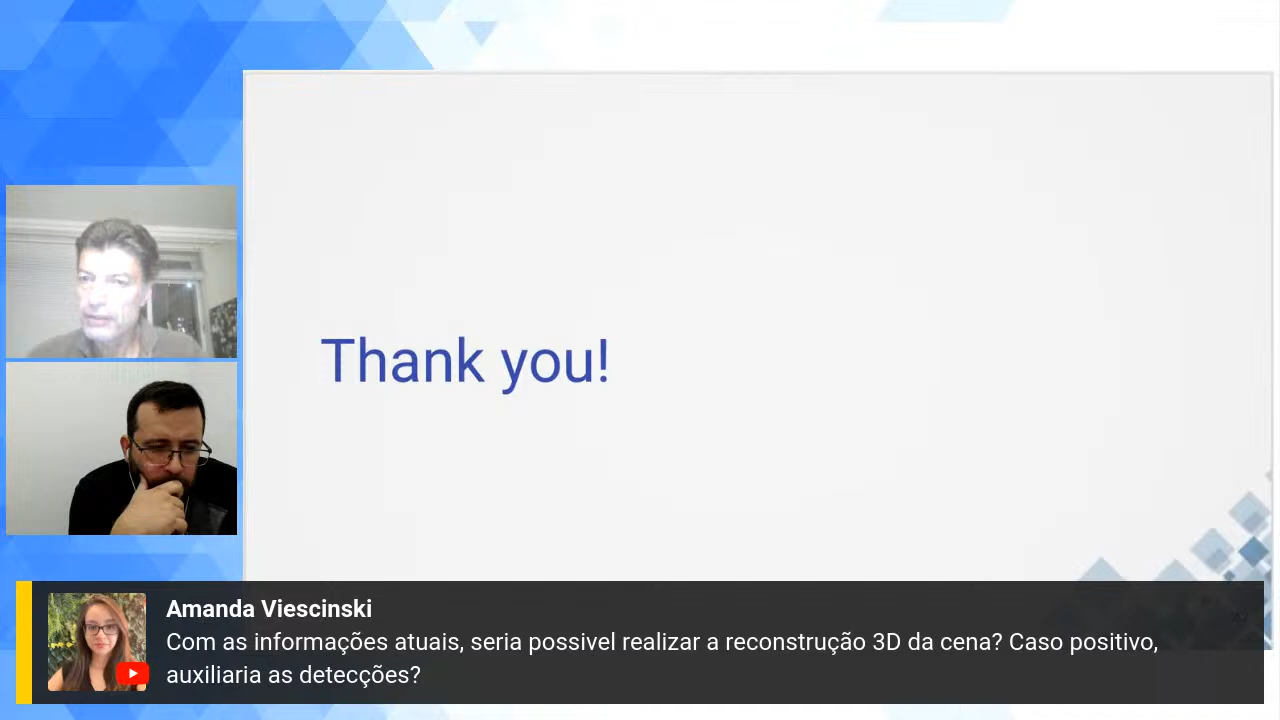 Thank you!
Amanda Viescinski
Com as informações atuais, seria possivel realizar a reconstrução 3D da cena? Caso positivo,
auxiliaria as detecções?